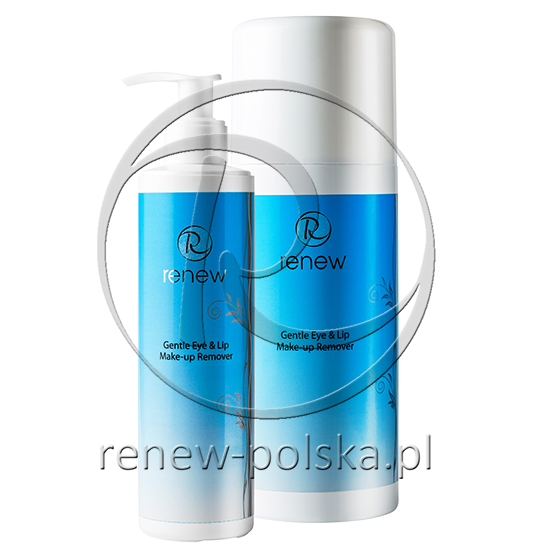 renew
Gentle Eye & Lip
Make-up Remover
renew
Gentle Eye & Lip
Make-up Remover
renew-polska.pl